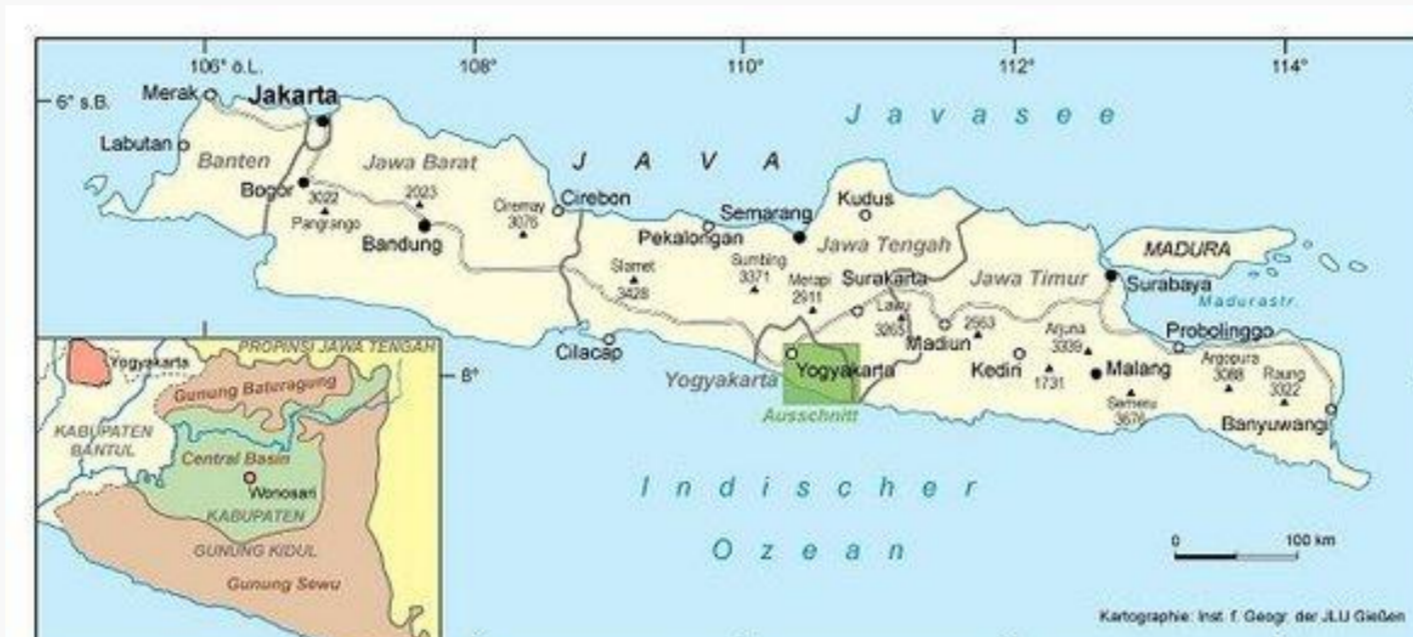 106° ö.L.
108°
110°
112°
114°
6° s.B.
Merak
Jakarta
Javasee
Labutan
Banten
Jawa Barat
JAVA
Bogor
3022
Pangrango
2023
Bandung
Ciremay
3076
Cirebon
Pekalongan
Semarang
Kudus
Jawa Tengah
Slamet
3428
Sumbing
3371
Merapi
2911
Surakarta
Lawu
3265
Jawa Timur
MADURA
Surabaya
Madurastr.
Cilacap
Madiun
2563
Arjuna
3339
Probolinggo
Kediri
1731
Malang
Semeru
3676
Argopura
3088
Raung
3322
Banyuwangi
Yogyakarta
Yogyakarta
Ausschnitt
8°
Indischer
Ozean
0 100 km
Kartographie: Inst. f. Geogr. der JLU Gießen
PROPINSI JAWA TENGAH
Yogyakarta
Gunung Baturagung
KABUPATEN
BANTUL
Central Basin
Wonosari
KABUPATEN
GUNUNG KIDUL
Gunung Sewu